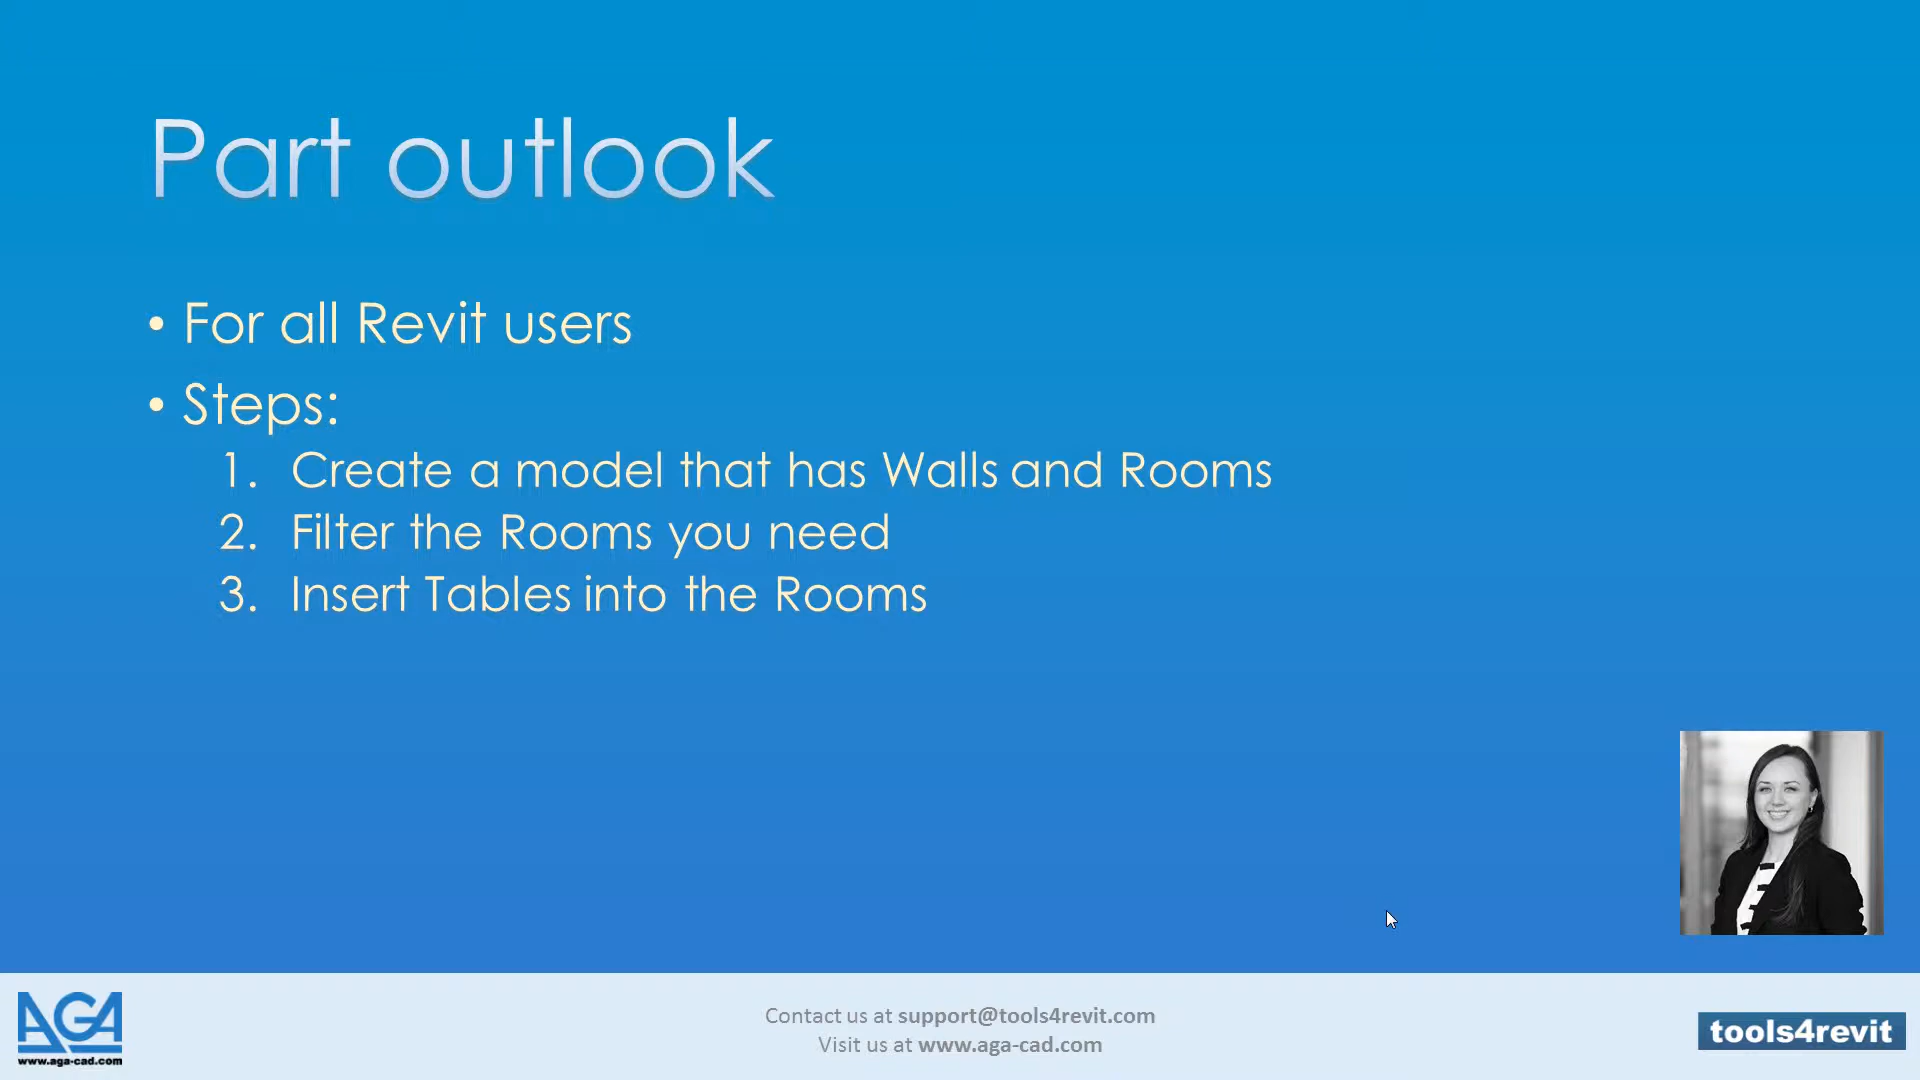 Part outlook
• For all Revit users
• Steps:
1. Create a model that has Walls and Rooms
2. Filter the Rooms you need
3. Insert Tables into the Rooms
AGA
www.aga-cad.com
Contact us at support@tools4revit.com
Visit us at www.aga-cad.com
tools4revit